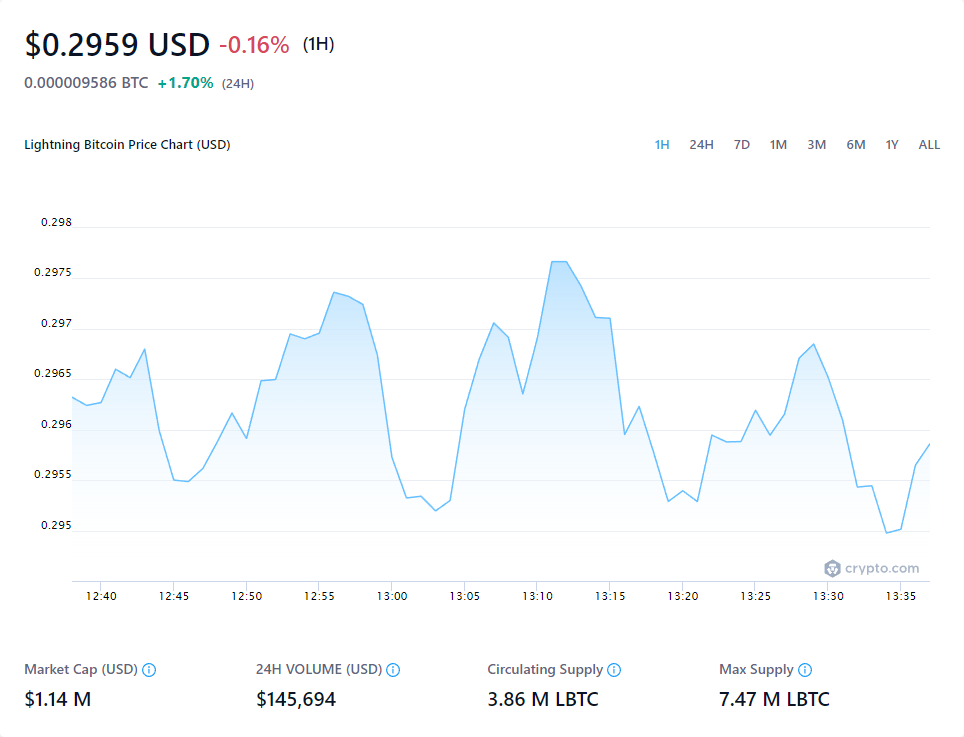 $0.2959 USD -0.16% (1H)
0.000009586 BTC +1.70% (24H)
Lightning Bitcoin Price Chart (USD)
1H 24H 7D 1M 3M 6M 1Y ALL
0.298
0.2975
0.297
0.2965
0.296
0.2955
0.295
crypto.com
12:40 12:45 12:50 12:55 13:00 13:05 13:10 13:15 13:20 13:25 13:30 13:35
Market Cap (USD) 24H VOLUME (USD) Circulating Supply Max Supply
$1.14 M $145,694 3.86 M LBTC 7.47 M LBTC